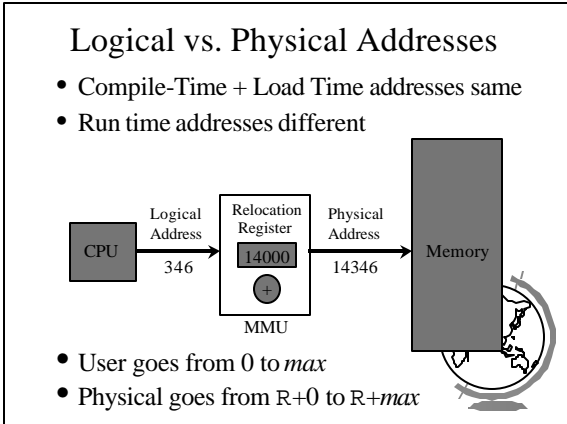 Logical vs. Physical Addresses
• Compile-Time + Load Time addresses same
• Run time addresses different
Logical
Address
346
CPU
Relocation
Register
14000
+
MMU
Physical
Address
14346
Memory
• User goes from 0 to max
• Physical goes from R+0 to R+max